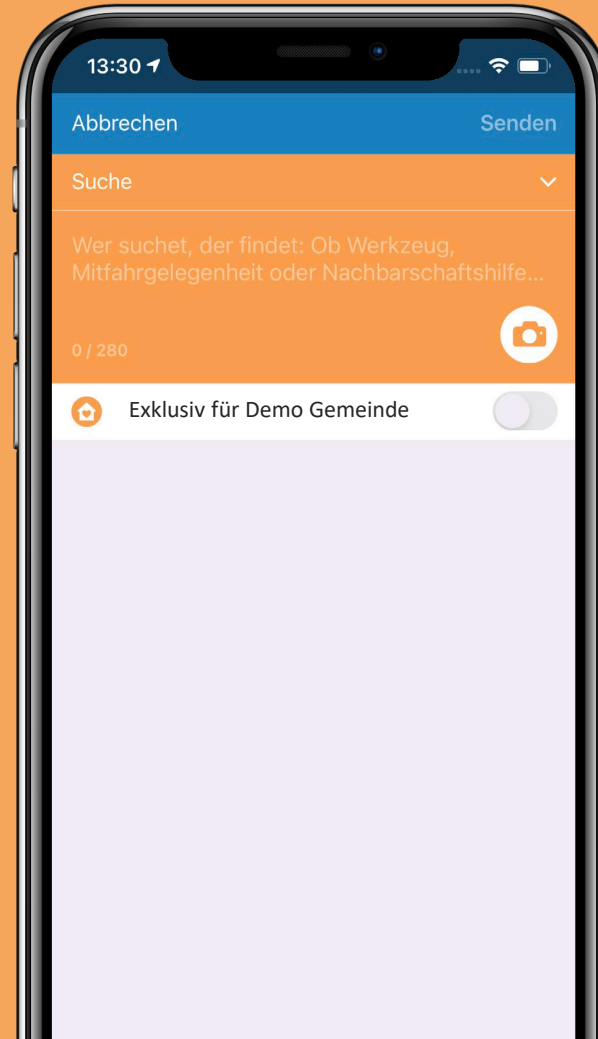 13:30
Abbrechen
Senden
Suche
Wer suchet, der findet: Ob Werkzeug,
Mitfahrgelegenheit oder Nachbarschaftshilfe...
0 / 280
Exklusiv für Demo Gemeinde